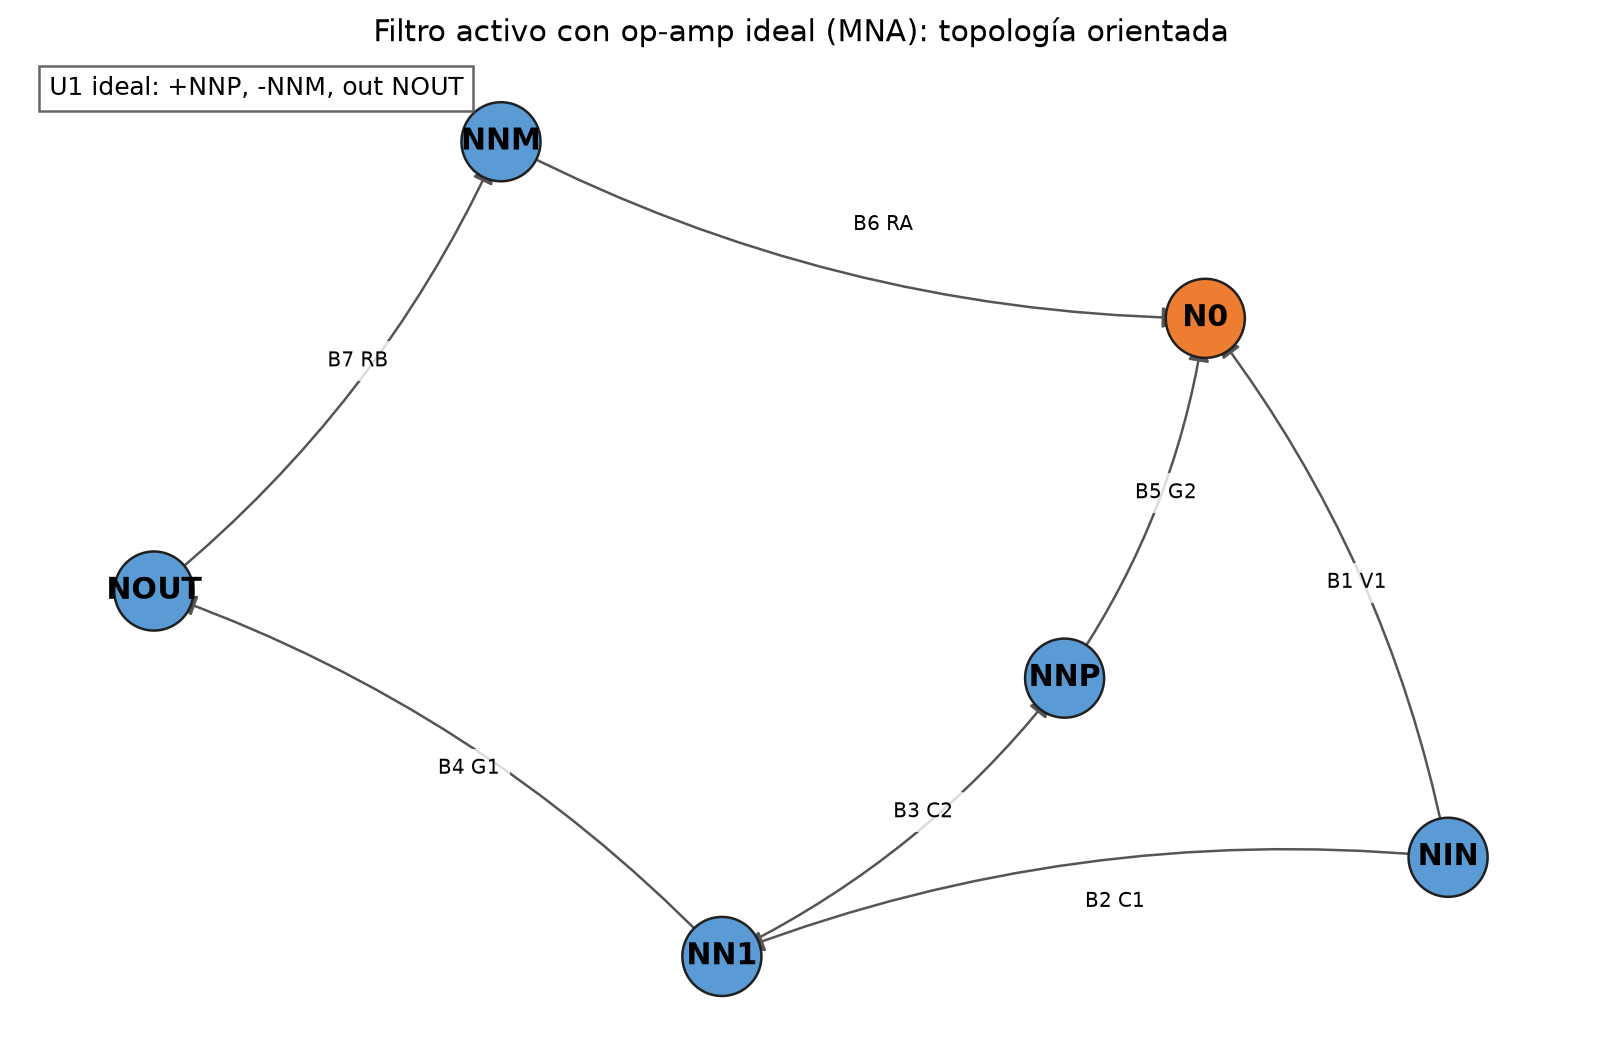 Filtro activo con op-amp ideal (MNA): topología orientada
U1 ideal: +NNP, -NNM, out NOUT
NNM
B6 RA
N0
B7 RB
B5 G2
B1 V1
NOUT
NNP
B4 G1
B3 C2
NIN
B2 C1
NN1